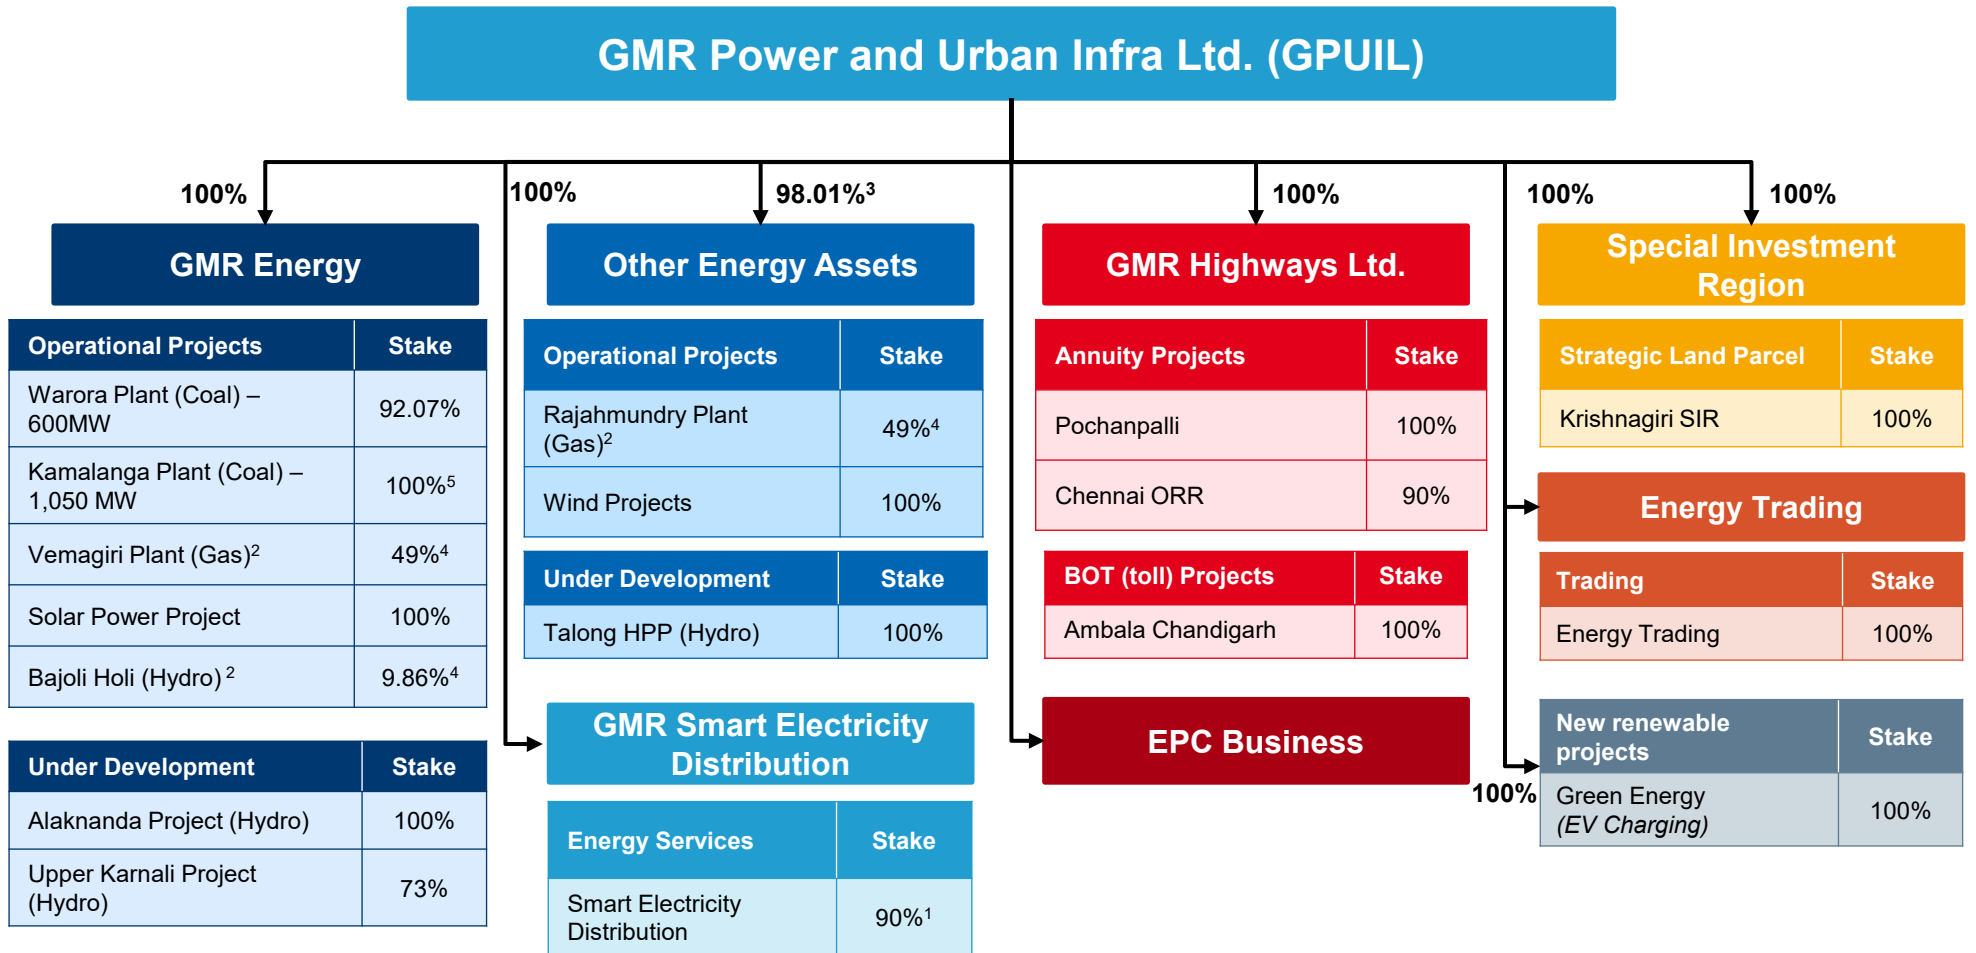 GMR Power and Urban Infra Ltd. (GPUIL)
100%
100%
98.01%³
100%
100%
100%
GMR Energy
Operational Projects Stake
Warora Plant (Coal) –
600MW
92.07%
Kamalanga Plant (Coal) –
1,050 MW
100%⁵
Vemagiri Plant (Gas)² 49%⁴
Solar Power Project 100%
Bajoli Holi (Hydro) ² 9.86%⁴
Under Development Stake
Alaknanda Project (Hydro) 100%
Upper Karnali Project
(Hydro)
73%
Other Energy Assets
Operational Projects Stake
Rajahmundry Plant
(Gas)²
49%⁴
Wind Projects 100%
Under Development Stake
Talong HPP (Hydro) 100%
GMR Smart Electricity
Distribution
Energy Services Stake
Smart Electricity
Distribution
90%¹
GMR Highways Ltd.
Annuity Projects Stake
Pochanpalli 100%
Chennai ORR 90%
BOT (toll) Projects Stake
Ambala Chandigarh 100%
EPC Business
Special Investment
Region
Strategic Land Parcel Stake
Krishnagiri SIR 100%
Energy Trading
Trading Stake
Energy Trading 100%
100%
New renewable
projects
Stake
Green Energy
(EV Charging)
100%